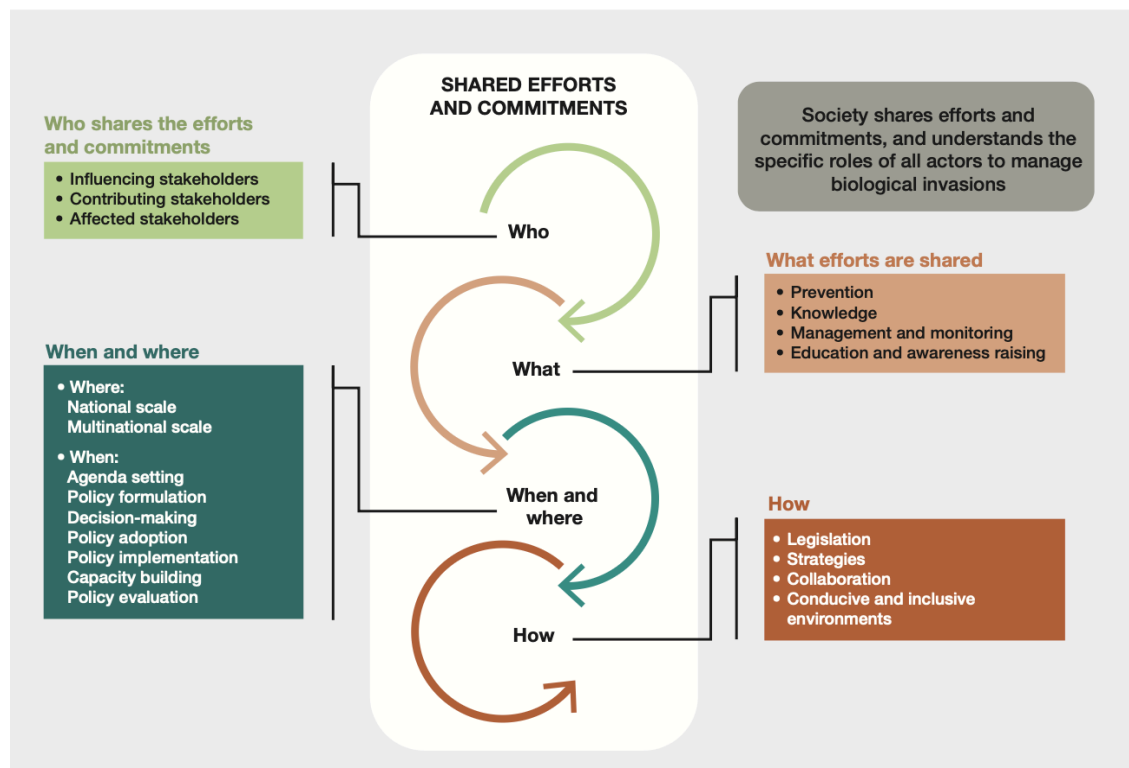 SHARED EFFORTS
AND COMMITMENTS
Society shares efforts and
commitments, and understands the
specific roles of all actors to manage
biological invasions
Who shares the efforts
and commitments
• Influencing stakeholders
• Contributing stakeholders
• Affected stakeholders
Who
What efforts are shared
• Prevention
• Knowledge
• Management and monitoring
• Education and awareness raising
What
When and where
• Where:
National scale
Multinational scale
• When:
Agenda setting
Policy formulation
Decision-making
Policy adoption
Policy implementation
Capacity building
Policy evaluation
When and
where
How
• Legislation
• Strategies
• Collaboration
• Conducive and inclusive
environments
How